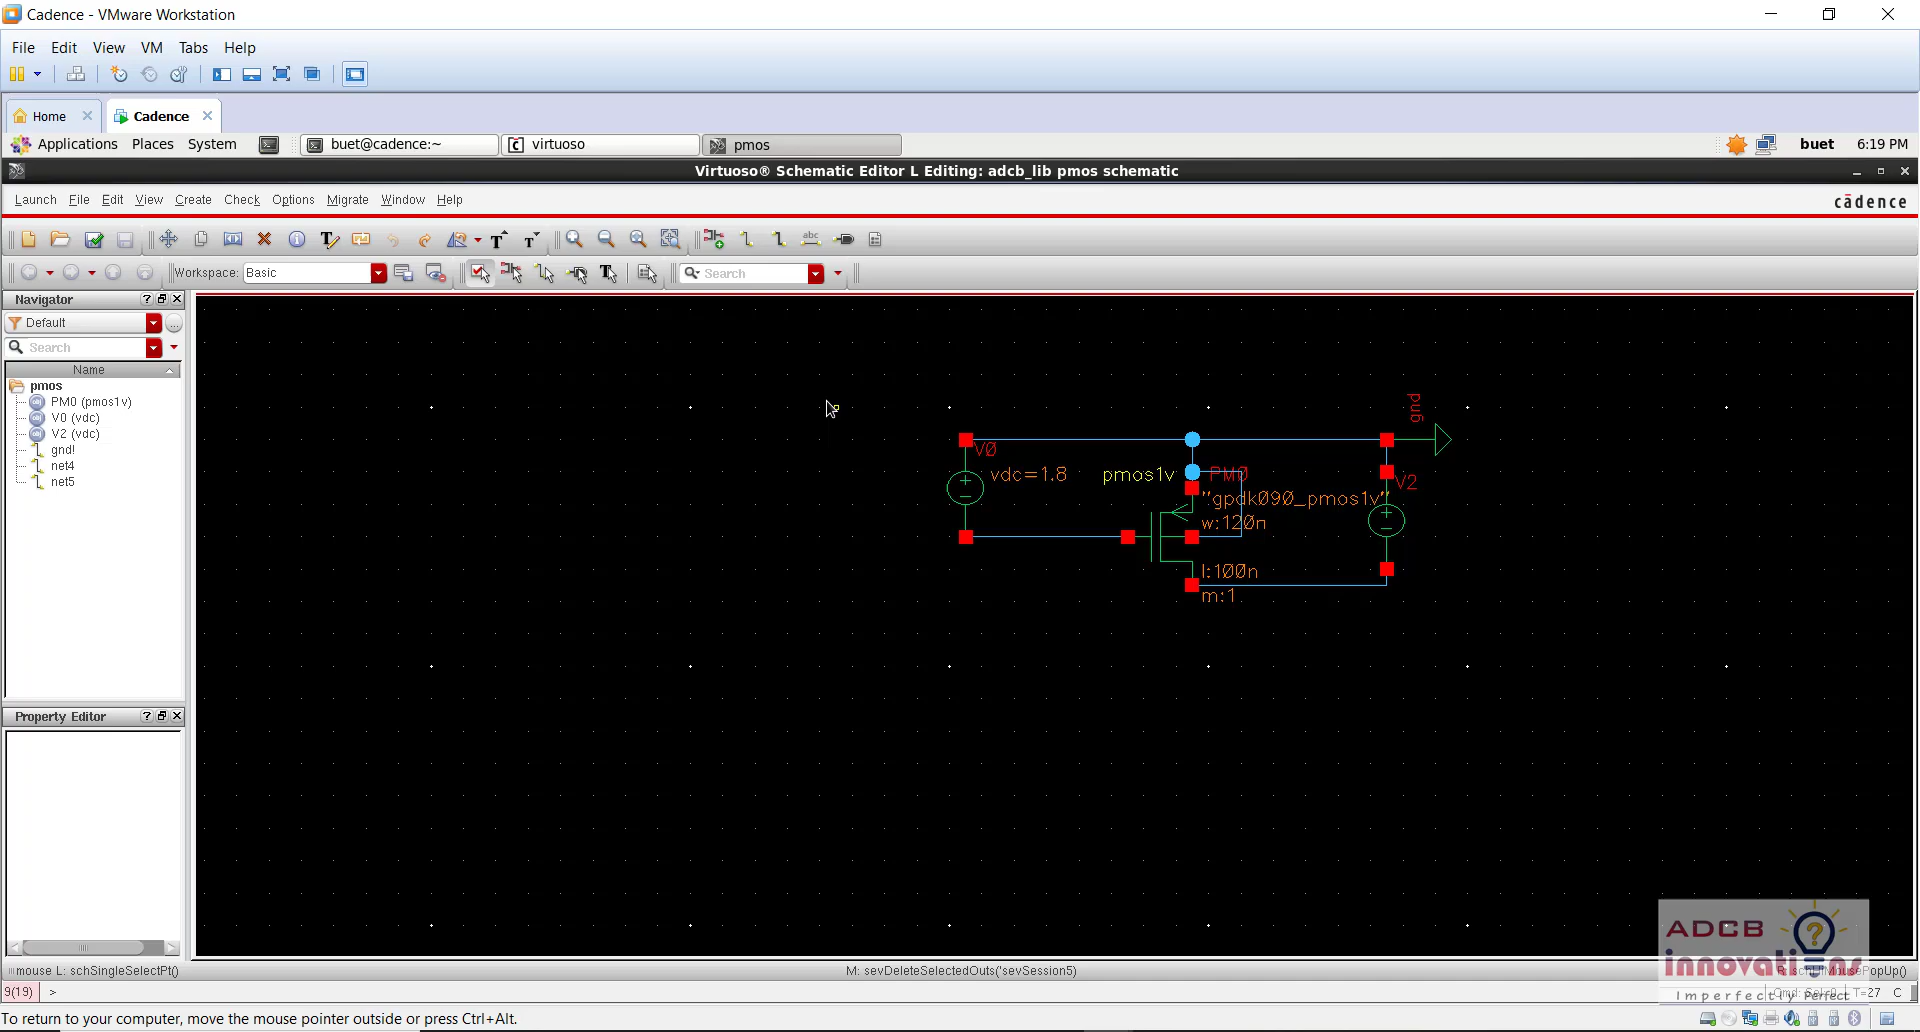 Cadence - VMware Workstation
File Edit View VM Tabs Help
Home Cadence
Applications Places System buet@cadence:~ virtuoso pmos buet 6:19 PM
Virtuoso® Schematic Editor L Editing: adcb_lib pmos schematic
Launch File Edit View Create Check Options Migrate Window Help cādence
Workspace: Basic Search
Navigator
Default
Search
Name
pmos
PM0 (pmos1v)
V0 (vdc)
V2 (vdc)
gnd!
net4
net5
Property Editor
gnd
V0
vdc=1.8 pmos1v PM0
V2
"gpdk090_pmos1v"
w:120n
l:100n
m:1
ADCB
innovations
Imperfectly Perfect
mouse L: schSingleSelectPt() M: sevDeleteSelectedOuts('sevSession5)
9(19) > T=27 C
To return to your computer, move the mouse pointer outside or press Ctrl+Alt.